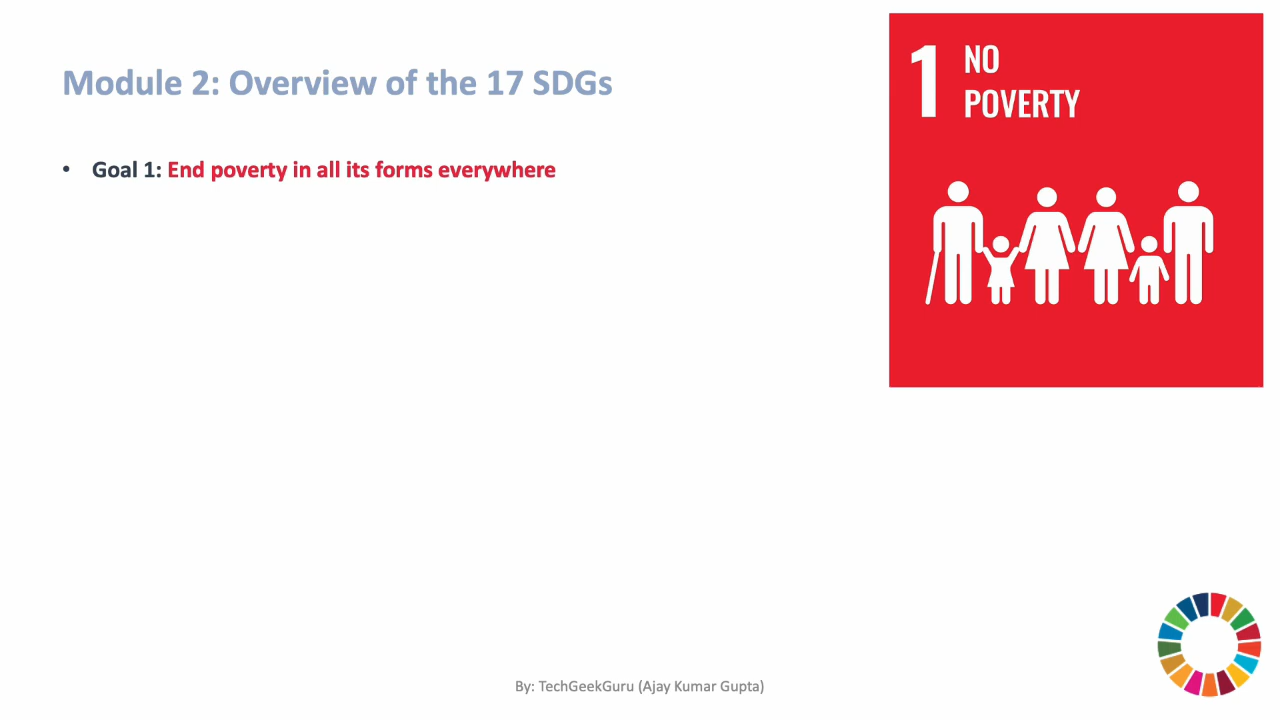 Module 2: Overview of the 17 SDGs
• Goal 1: End poverty in all its forms everywhere
1 NO
POVERTY
By: TechGeekGuru (Ajay Kumar Gupta)